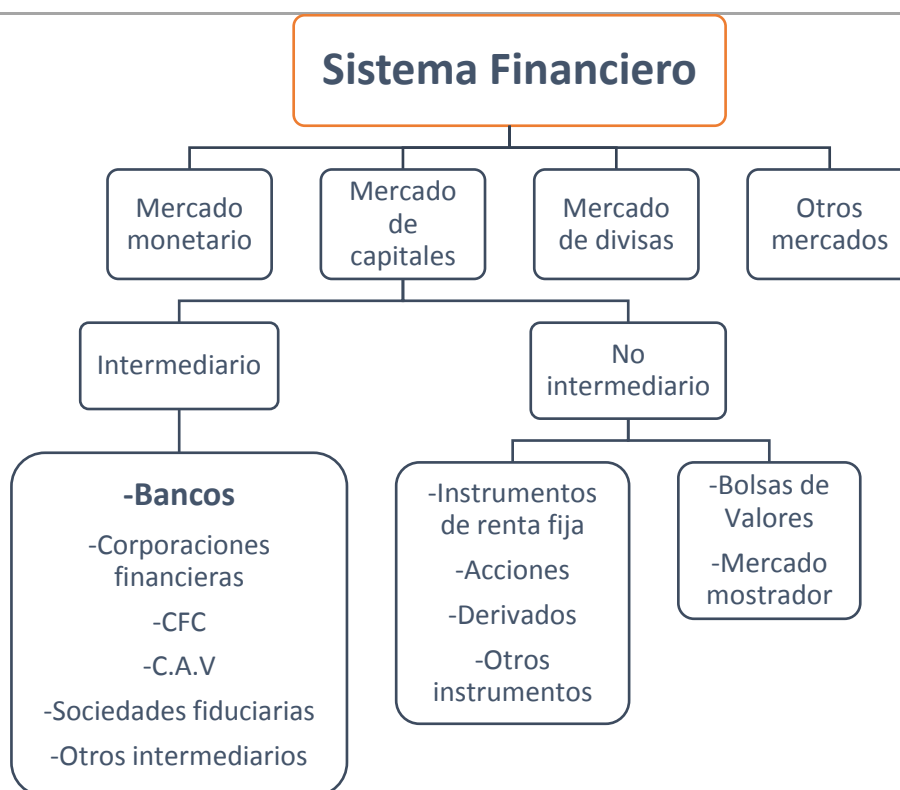 Sistema Financiero
Mercado
monetario
Mercado
de
capitales
Mercado
de divisas
Otros
mercados
Intermediario
No
intermediario
-Bancos
-Corporaciones
financieras
-CFC
-C.A.V
-Sociedades fiduciarias
-Otros intermediarios
-Instrumentos
de renta fija
-Acciones
-Derivados
-Otros
instrumentos
-Bolsas de
Valores
-Mercado
mostrador